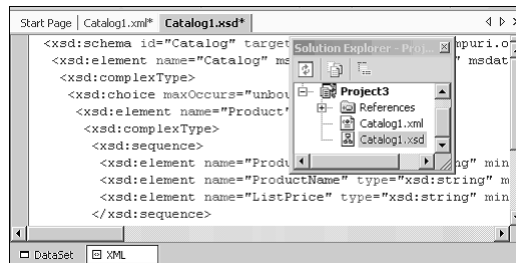 Start Page Catalog1.xml* Catalog1.xsd*
<xsd:schema id="Catalog" target mpuri.o
<xsd:element name="Catalog" ms " msdat
<xsd:complexType>
<xsd:choice maxOccurs="unbou
<xsd:element name="Product"
<xsd:complexType>
<xsd:sequence>
<xsd:element name="Produ ng" min
<xsd:element name="ProductName" type="xsd:string" m
<xsd:element name="ListPrice" type="xsd:string" min
</xsd:sequence>
Solution Explorer - Proj...
Project3
References
Catalog1.xml
Catalog1.xsd
DataSet XML